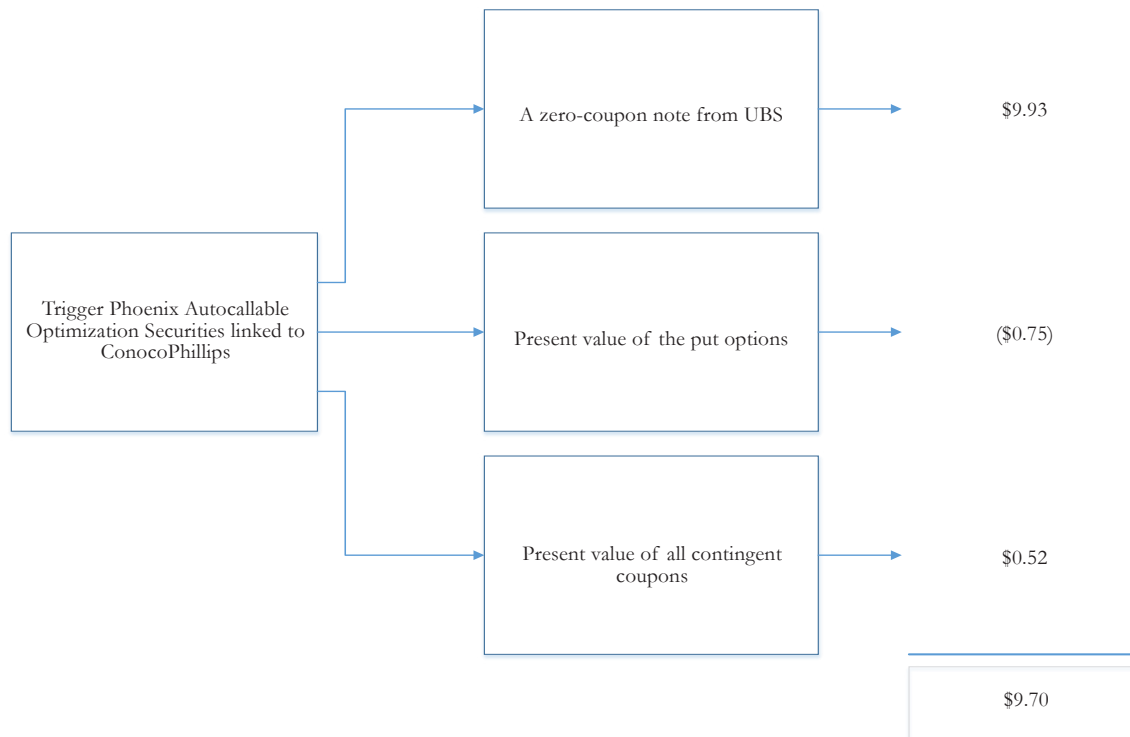 A zero-coupon note from UBS
$9.93
Trigger Phoenix Autocallable
Optimization Securities linked to
ConocoPhillips
Present value of the put options
($0.75)
Present value of all contingent
coupons
$0.52
$9.70